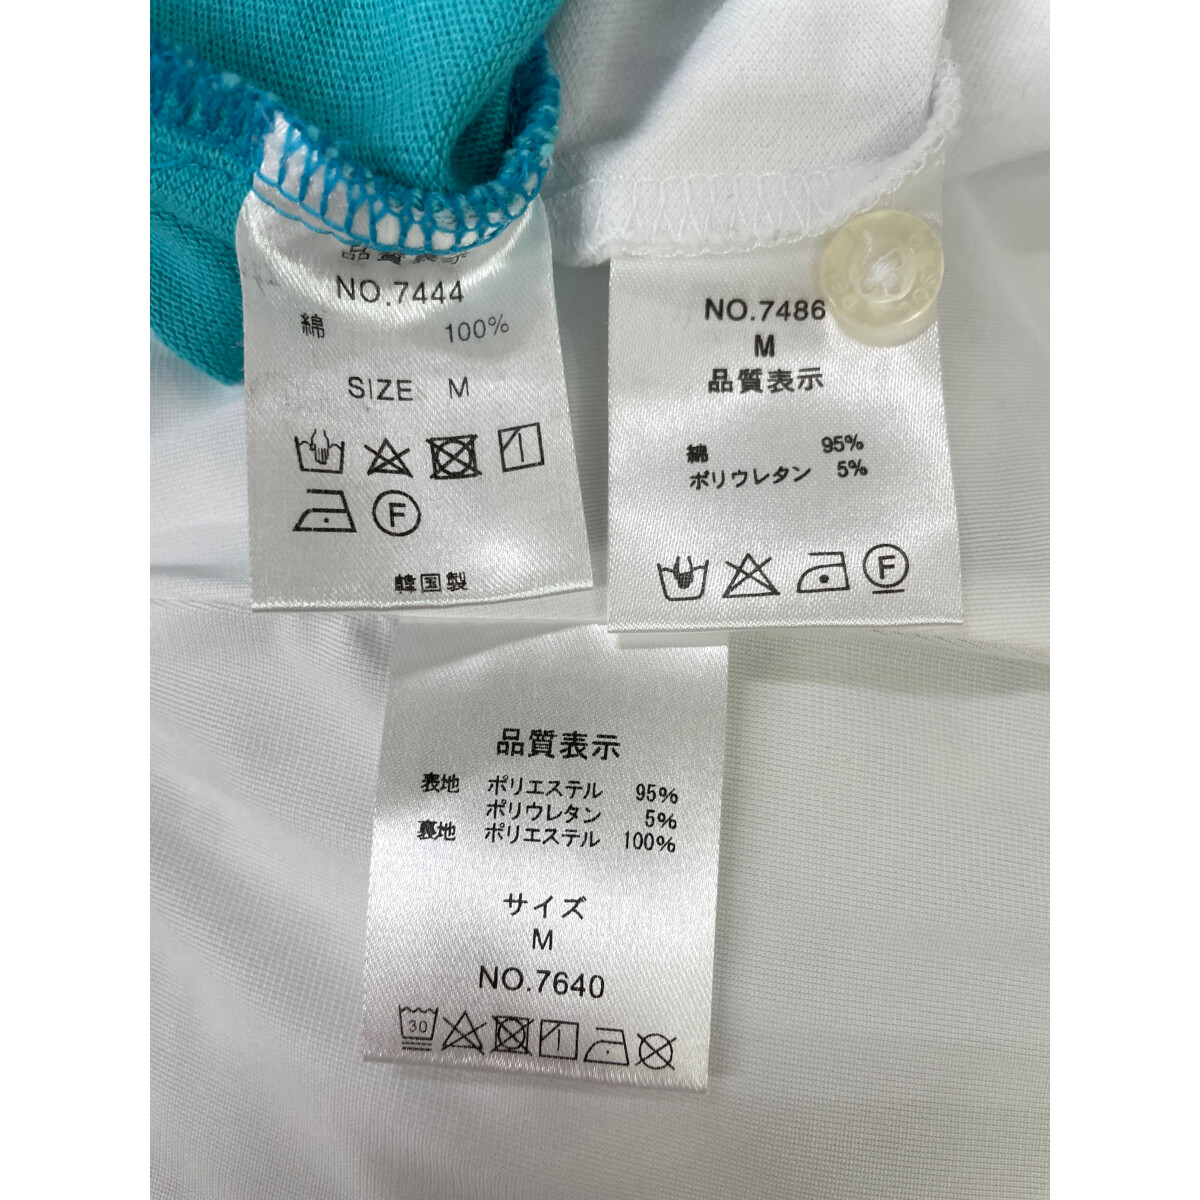 品質表示
NO.7444
綿 100%
SIZE M
F
韓国製
NO.7486
M
品質表示
綿 95%
ポリウレタン 5%
F
品質表示
表地 ポリエステル 95%
ポリウレタン 5%
裏地 ポリエステル 100%
サイズ
M
NO.7640
30